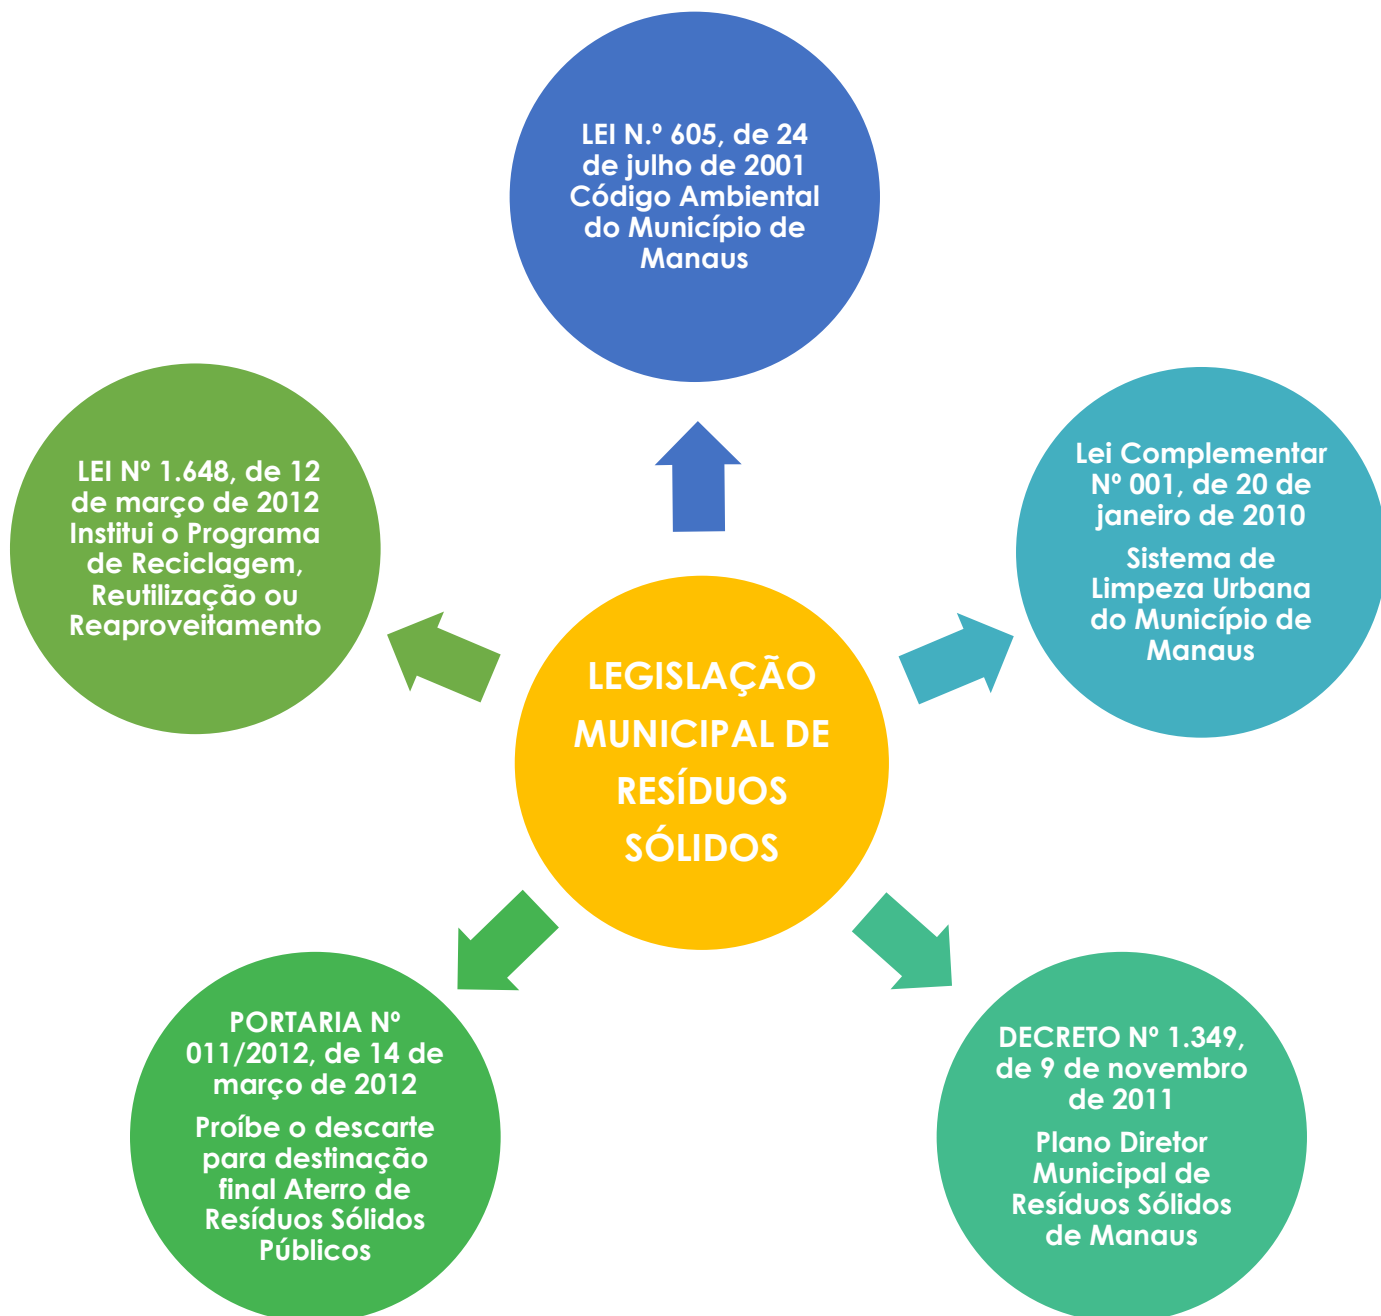 LEI N.º 605, de 24
de julho de 2001
Código Ambiental
do Município de
Manaus
LEI Nº 1.648, de 12
de março de 2012
Institui o Programa
de Reciclagem,
Reutilização ou
Reaproveitamento
Lei Complementar
Nº 001, de 20 de
janeiro de 2010
Sistema de
Limpeza Urbana
do Município de
Manaus
LEGISLAÇÃO
MUNICIPAL DE
RESÍDUOS
SÓLIDOS
PORTARIA Nº
011/2012, de 14 de
março de 2012
Proíbe o descarte
para destinação
final Aterro de
Resíduos Sólidos
Públicos
DECRETO Nº 1.349,
de 9 de novembro
de 2011
Plano Diretor
Municipal de
Resíduos Sólidos
de Manaus